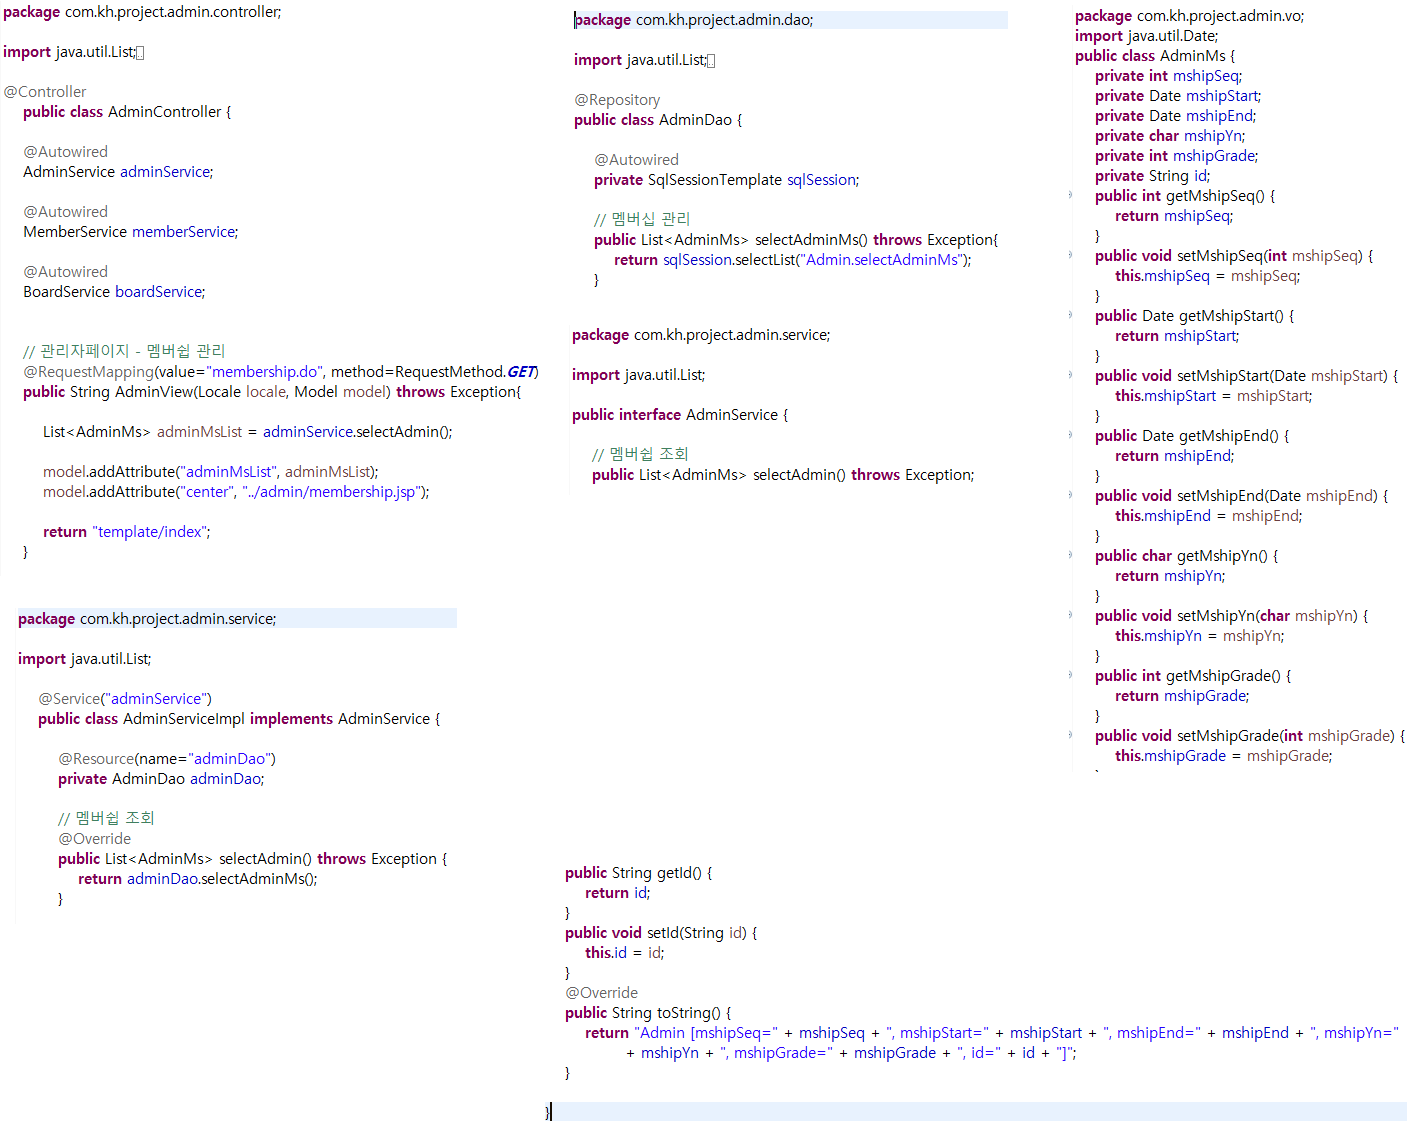 package com.kh.project.admin.controller;
import java.util.List;
@Controller
public class AdminController {
@Autowired
AdminService adminService;
@Autowired
MemberService memberService;
@Autowired
BoardService boardService;
// 관리자페이지 - 멤버쉽 관리
@RequestMapping(value="membership.do", method=RequestMethod.GET)
public String AdminView(Locale locale, Model model) throws Exception{
List<AdminMs> adminMsList = adminService.selectAdmin();
model.addAttribute("adminMsList", adminMsList);
model.addAttribute("center", "../admin/membership.jsp");
return "template/index";
}
package com.kh.project.admin.service;
import java.util.List;
@Service("adminService")
public class AdminServiceImpl implements AdminService {
@Resource(name="adminDao")
private AdminDao adminDao;
// 멤버쉽 조회
@Override
public List<AdminMs> selectAdmin() throws Exception {
return adminDao.selectAdminMs();
}
package com.kh.project.admin.dao;
import java.util.List;
@Repository
public class AdminDao {
@Autowired
private SqlSessionTemplate sqlSession;
// 멤버십 관리
public List<AdminMs> selectAdminMs() throws Exception{
return sqlSession.selectList("Admin.selectAdminMs");
}
package com.kh.project.admin.service;
import java.util.List;
public interface AdminService {
// 멤버쉽 조회
public List<AdminMs> selectAdmin() throws Exception;
package com.kh.project.admin.vo;
import java.util.Date;
public class AdminMs {
private int mshipSeq;
private Date mshipStart;
private Date mshipEnd;
private char mshipYn;
private int mshipGrade;
private String id;
public int getMshipSeq() {
return mshipSeq;
}
public void setMshipSeq(int mshipSeq) {
this.mshipSeq = mshipSeq;
}
public Date getMshipStart() {
return mshipStart;
}
public void setMshipStart(Date mshipStart) {
this.mshipStart = mshipStart;
}
public Date getMshipEnd() {
return mshipEnd;
}
public void setMshipEnd(Date mshipEnd) {
this.mshipEnd = mshipEnd;
}
public char getMshipYn() {
return mshipYn;
}
public void setMshipYn(char mshipYn) {
this.mshipYn = mshipYn;
}
public int getMshipGrade() {
return mshipGrade;
}
public void setMshipGrade(int mshipGrade) {
this.mshipGrade = mshipGrade;
public String getId() {
return id;
}
public void setId(String id) {
this.id = id;
}
@Override
public String toString() {
return "Admin [mshipSeq=" + mshipSeq + ", mshipStart=" + mshipStart + ", mshipEnd=" + mshipEnd + ", mshipYn="
+ mshipYn + ", mshipGrade=" + mshipGrade + ", id=" + id + "]";
}
}